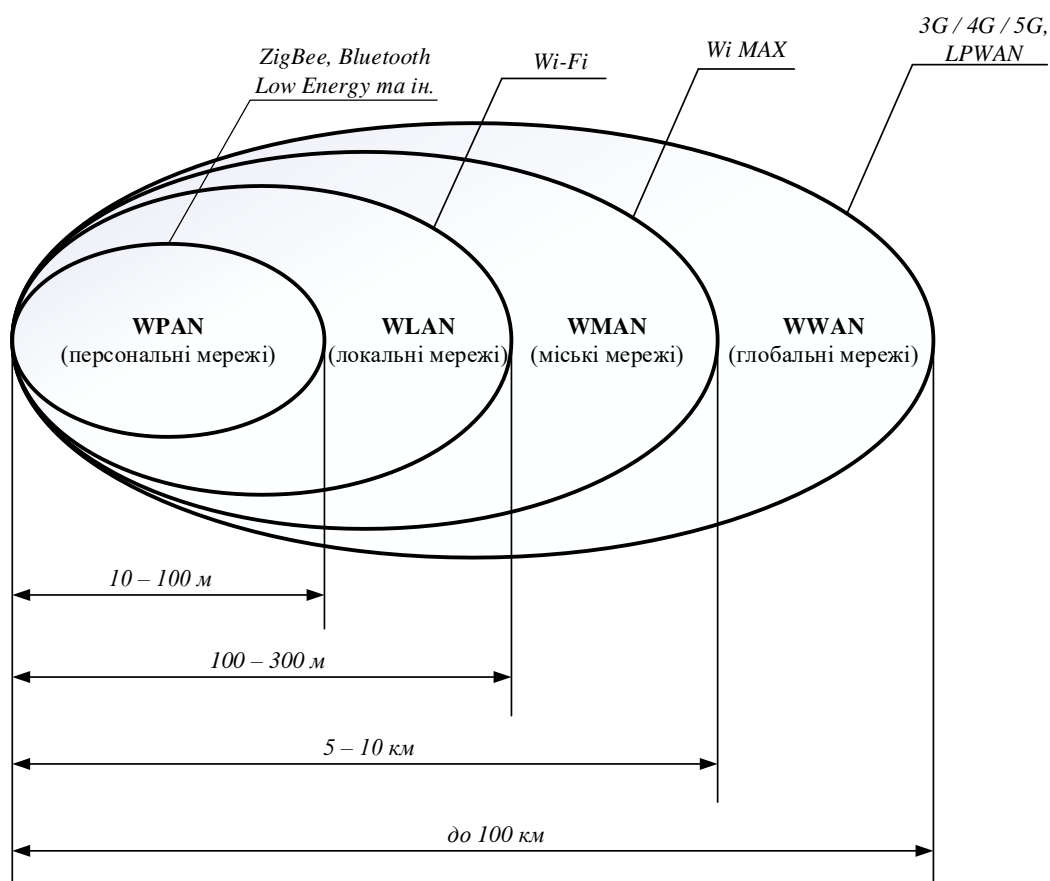 3G / 4G / 5G,
LPWAN
ZigBee, Bluetooth
Low Energy та ін.
Wi-Fi
Wi MAX
WPAN
(персональні мережі)
WLAN
(локальні мережі)
WMAN
(міські мережі)
WWAN
(глобальні мережі)
10 – 100 м
100 – 300 м
5 – 10 км
до 100 км